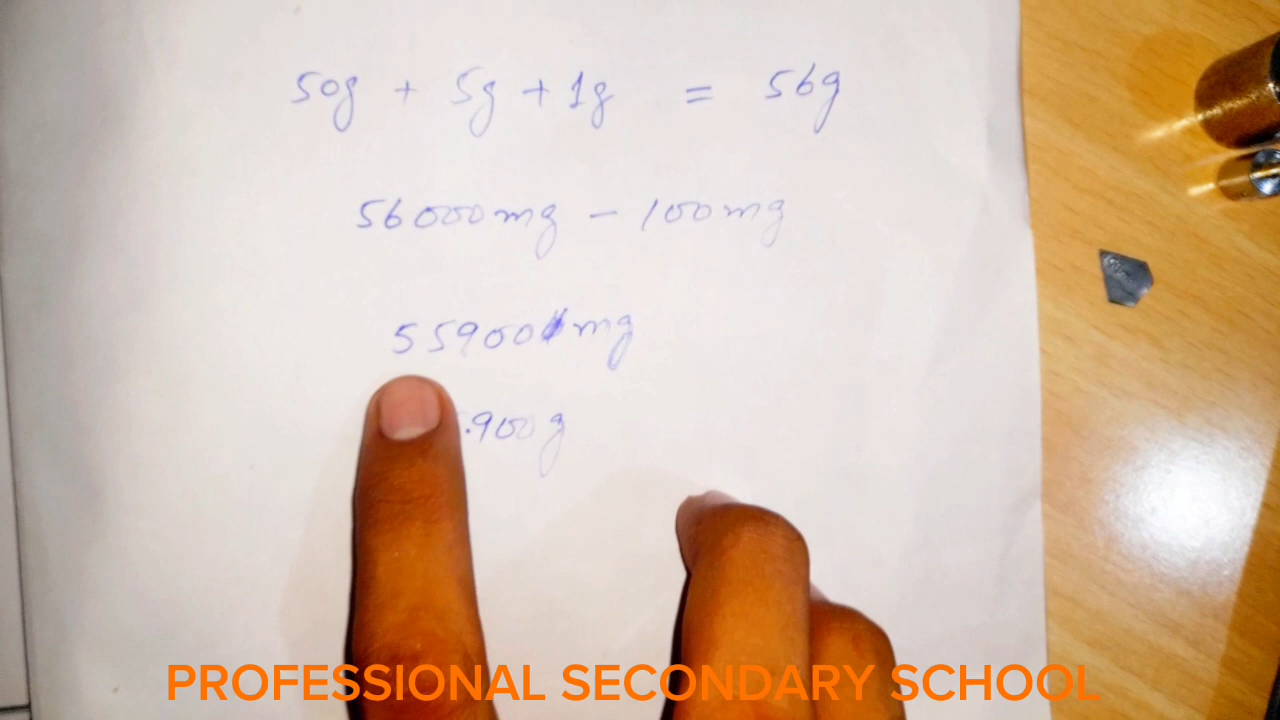 50g + 5g + 1g = 56g
56000mg - 100mg
55900mg
.900g
PROFESSIONAL SECONDARY SCHOOL